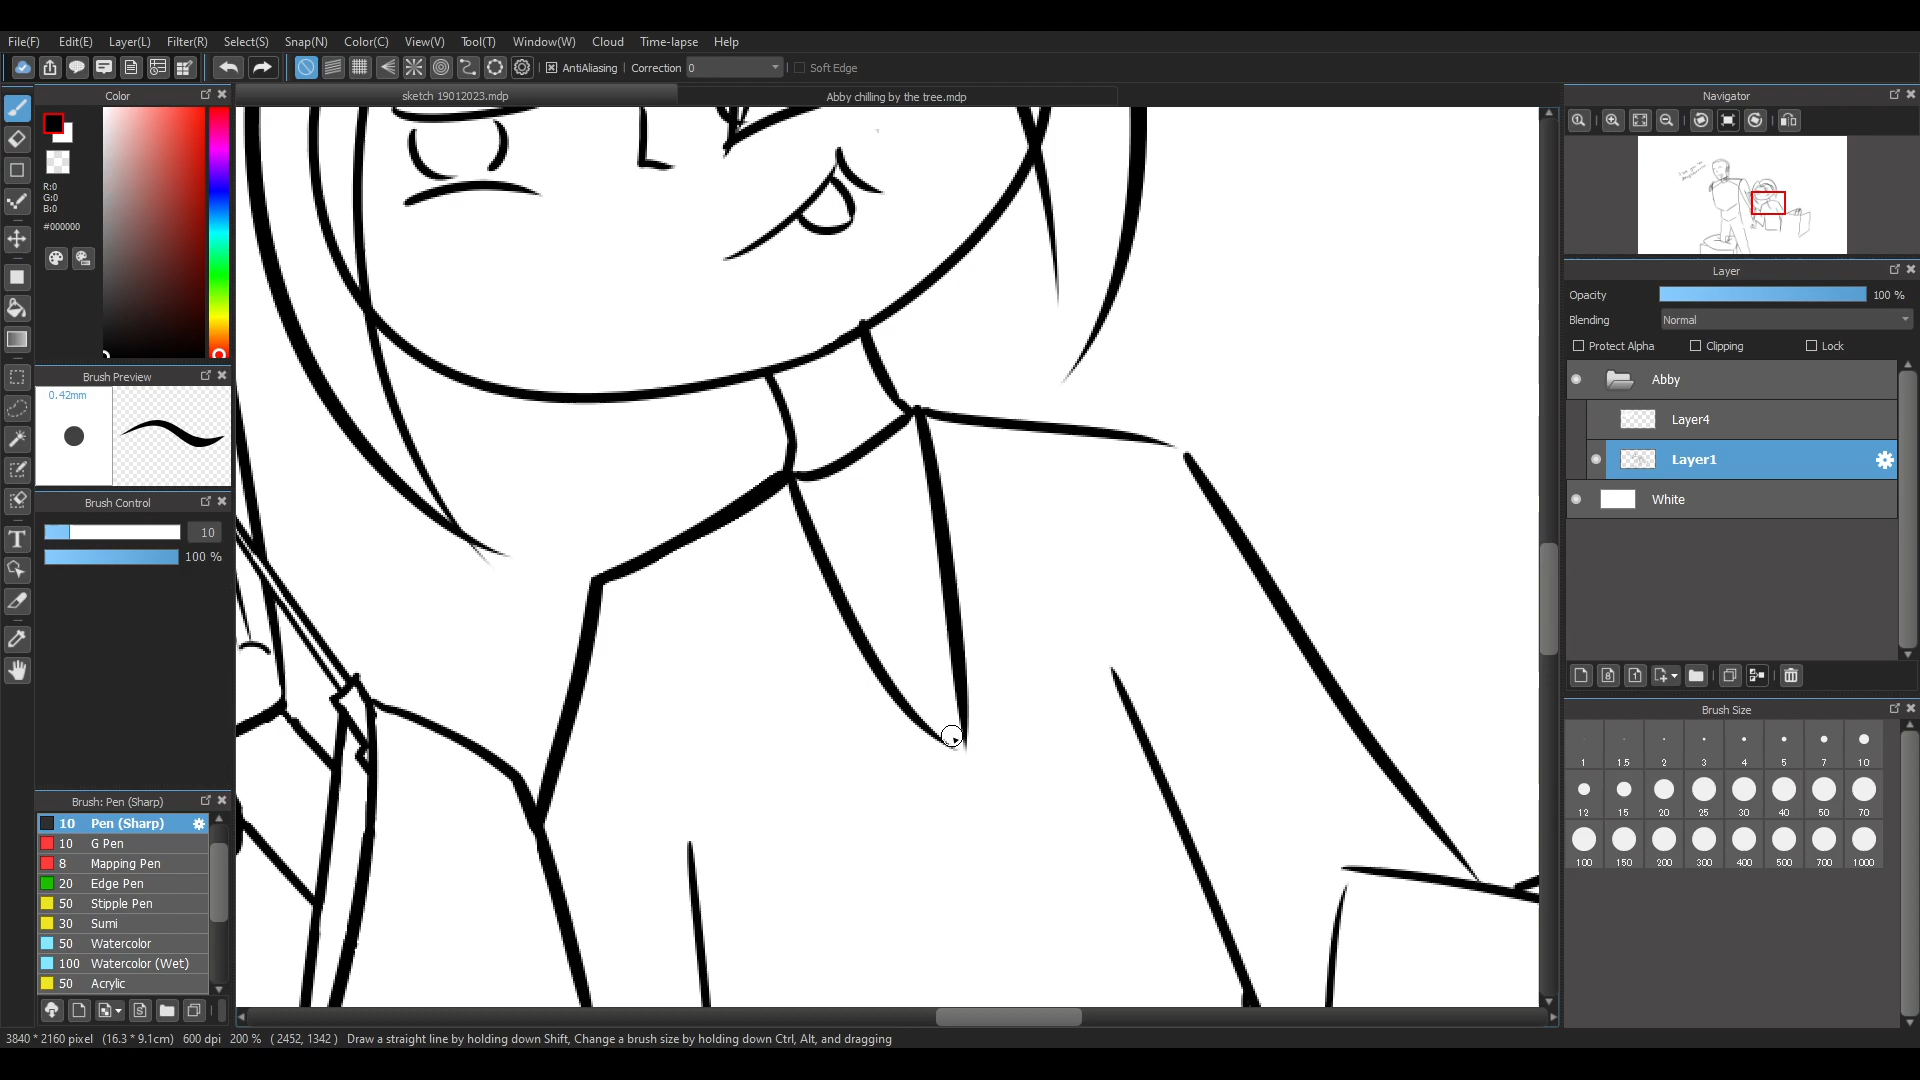 File(F) Edit(E) Layer(L) Filter(R) Select(S) Snap(N) Color(C) View(V) Tool(T) Window(W) Cloud Time-lapse Help
AntiAliasing Correction 0 Soft Edge
Color
R:0
G:0
B:0
#000000
Brush Preview
0.42mm
Brush Control
10
100 %
Brush: Pen (Sharp)
10 Pen (Sharp)
10 G Pen
8 Mapping Pen
20 Edge Pen
50 Stipple Pen
30 Sumi
50 Watercolor
100 Watercolor (Wet)
50 Acrylic
sketch 19012023.mdp Abby chilling by the tree.mdp
Navigator
Layer
Opacity 100 %
Blending Normal
Protect Alpha Clipping Lock
Abby
Layer4
Layer1
White
Brush Size
1 1.5 2 3 4 5 7 10
12 15 20 25 30 40 50 70
100 150 200 300 400 500 700 1000
3840 * 2160 pixel (16.3 * 9.1cm) 600 dpi 200 % ( 2452, 1342 ) Draw a straight line by holding down Shift, Change a brush size by holding down Ctrl, Alt, and dragging